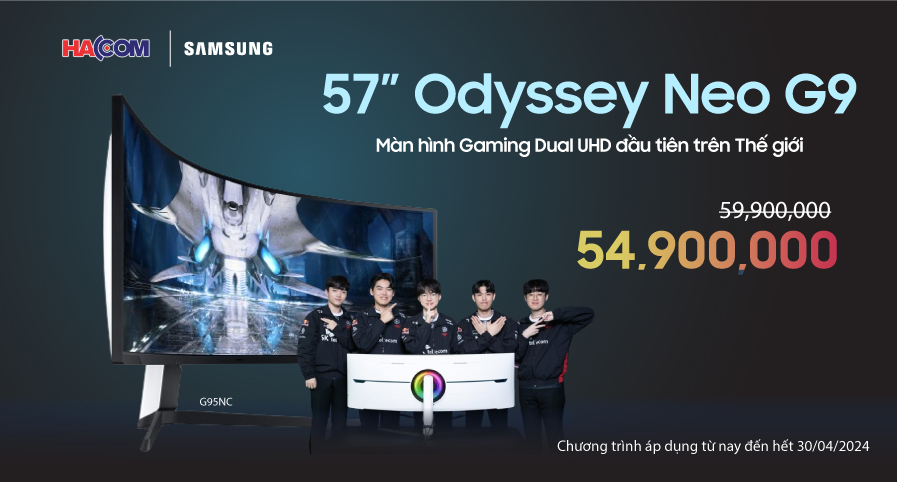 HACOM | SAMSUNG
57” Odyssey Neo G9
Màn hình Gaming Dual UHD đầu tiên trên Thế giới
59,900,000
54,900,000
G95NC
Chương trình áp dụng từ nay đến hết 30/04/2024